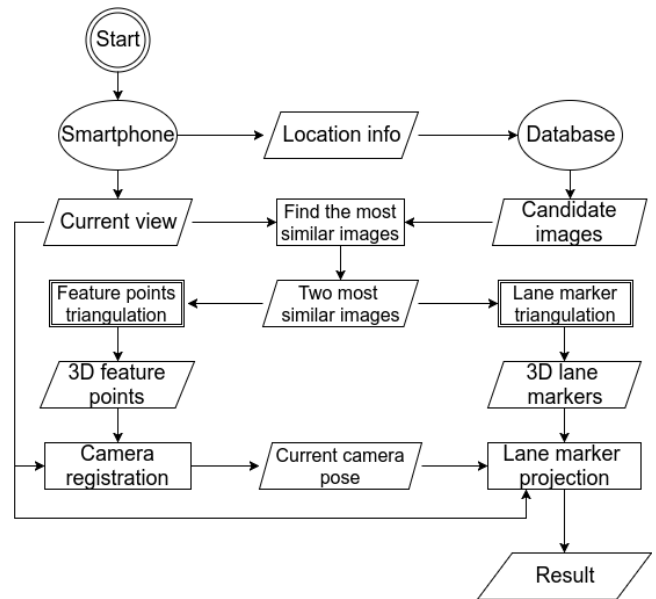 Start
Smartphone
Location info
Database
Current view
Find the most
similar images
Candidate
images
Feature points
triangulation
Two most
similar images
Lane marker
triangulation
3D feature
points
3D lane
markers
Camera
registration
Current camera
pose
Lane marker
projection
Result